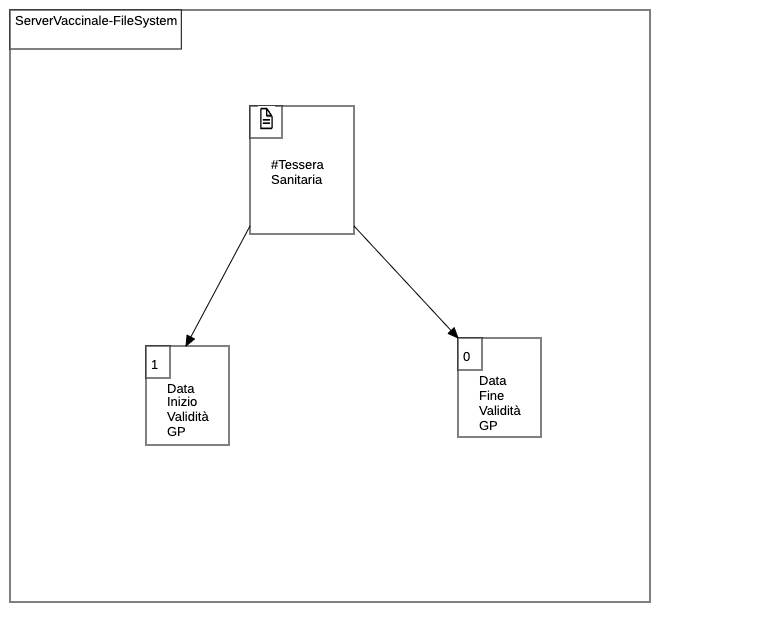 ServerVaccinale-FileSystem
#Tessera
Sanitaria
1
Data
Inizio
Validità
GP
0
Data
Fine
Validità
GP